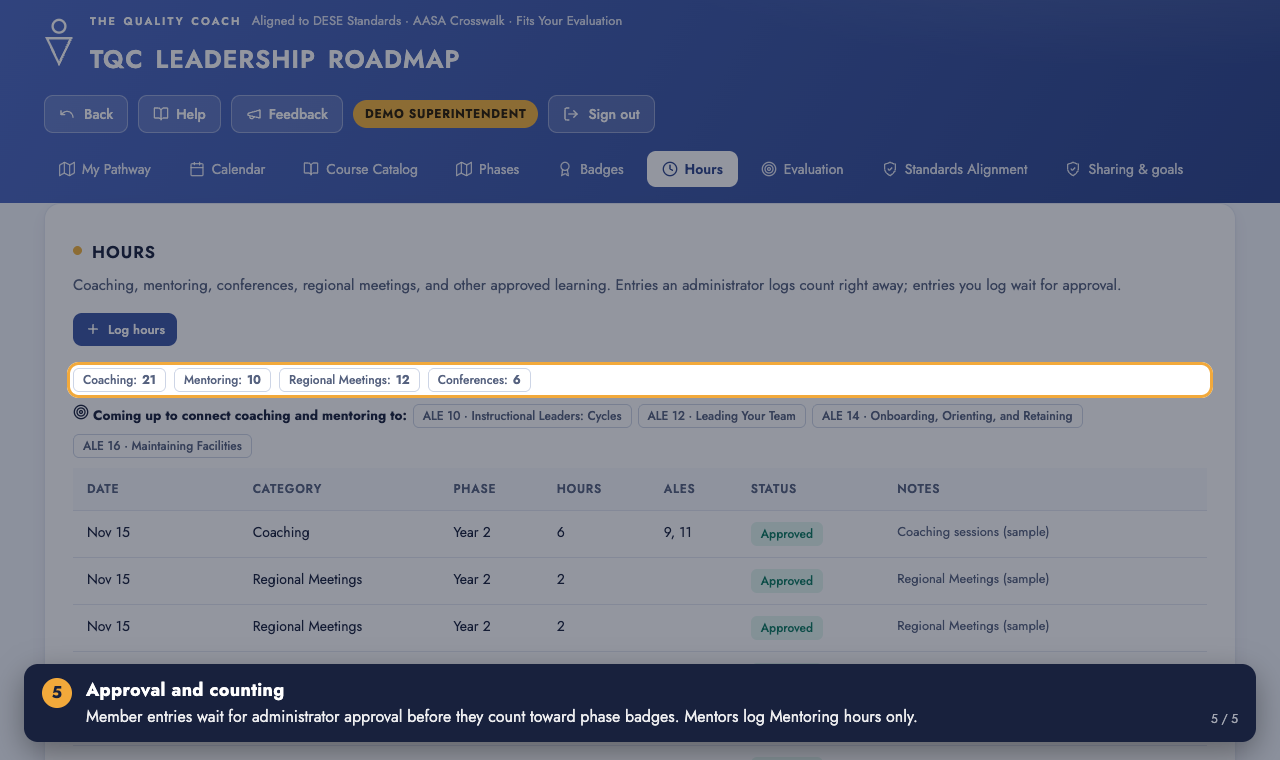 THE QUALITY COACH Aligned to DESE Standards · AASA Crosswalk · Fits Your Evaluation
TQC LEADERSHIP ROADMAP
Back Help Feedback DEMO SUPERINTENDENT Sign out
My Pathway Calendar Course Catalog Phases Badges Hours Evaluation Standards Alignment Sharing & goals
HOURS
Coaching, mentoring, conferences, regional meetings, and other approved learning. Entries an administrator logs count right away; entries you log wait for approval.
+ Log hours
Coaching: 21 Mentoring: 10 Regional Meetings: 12 Conferences: 6
Coming up to connect coaching and mentoring to: ALE 10 · Instructional Leaders: Cycles ALE 12 · Leading Your Team ALE 14 · Onboarding, Orienting, and Retaining
ALE 16 · Maintaining Facilities
DATE CATEGORY PHASE HOURS ALES STATUS NOTES
Nov 15 Coaching Year 2 6 9, 11 Approved Coaching sessions (sample)
Nov 15 Regional Meetings Year 2 2 Approved Regional Meetings (sample)
Nov 15 Regional Meetings Year 2 2 Approved Regional Meetings (sample)
5 Approval and counting
Member entries wait for administrator approval before they count toward phase badges. Mentors log Mentoring hours only.
5 / 5